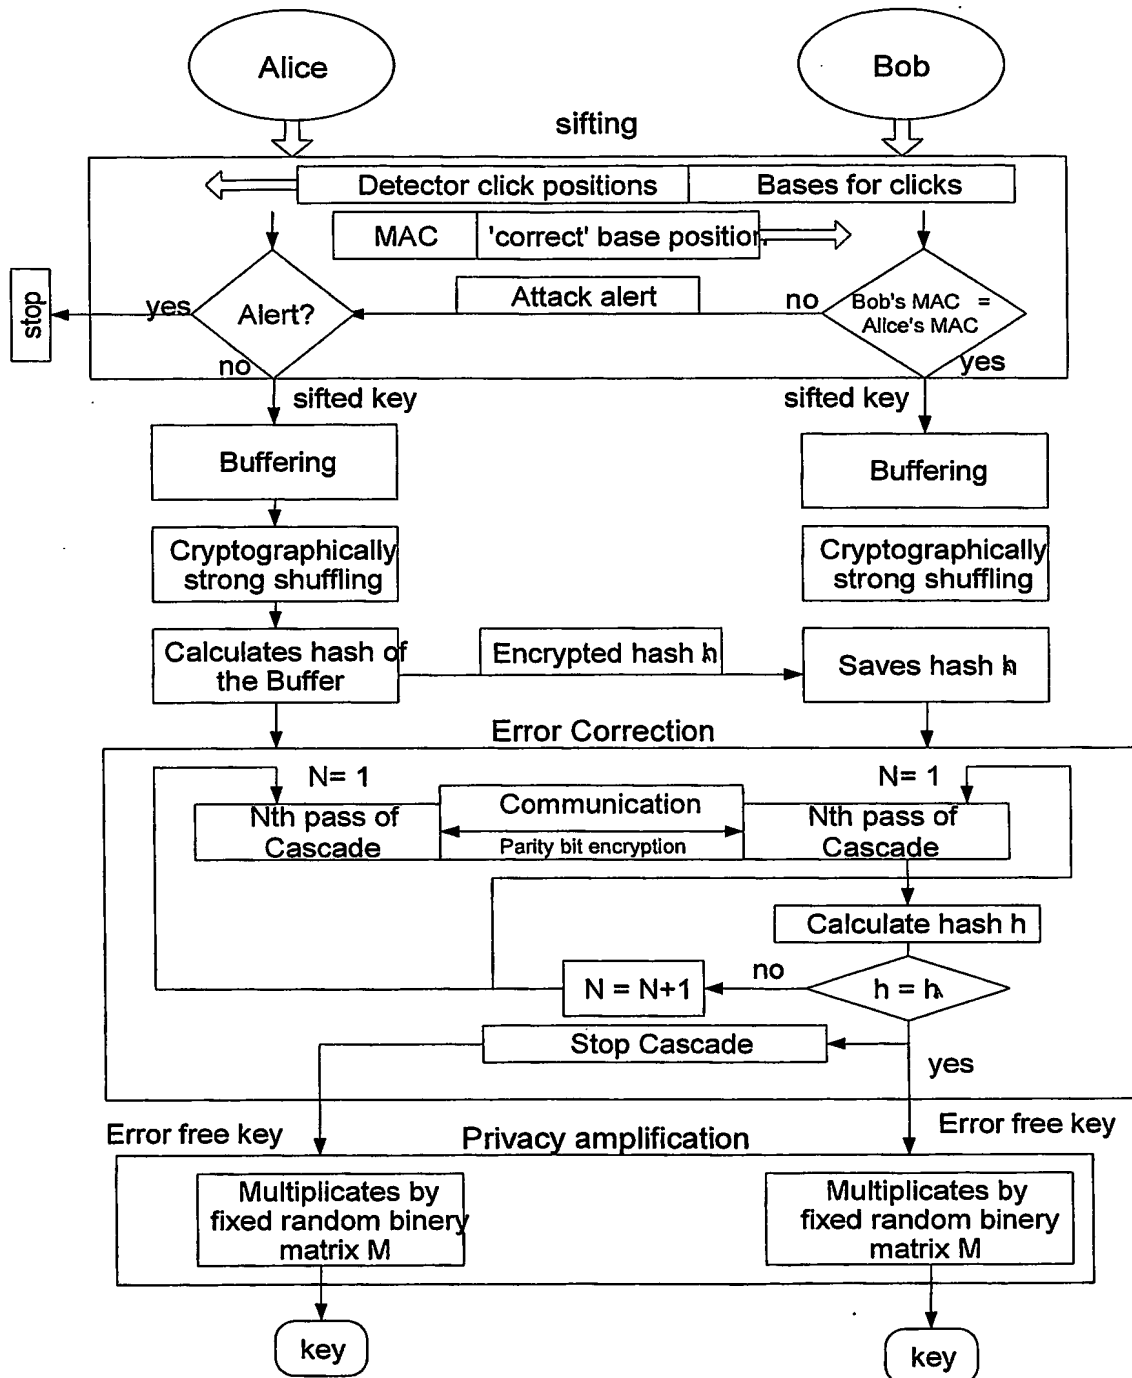 Alice
Bob
sifting
Detector click positions
Bases for clicks
MAC
'correct' base position
Attack alert
yes
Alert?
no
Bob's MAC =
Alice's MAC
stop
no
yes
sifted key
sifted key
Buffering
Buffering
Cryptographically
strong shuffling
Cryptographically
strong shuffling
Calculates hash of
the Buffer
Encrypted hash h
Saves hash h
Error Correction
N= 1
N= 1
Nth pass of
Cascade
Communication
Parity bit encryption
Nth pass of
Cascade
Calculate hash h
no
N = N+1
h = h
Stop Cascade
yes
Error free key
Privacy amplification
Error free key
Multiplicates by
fixed random binery
matrix M
Multiplicates by
fixed random binery
matrix M
key
key